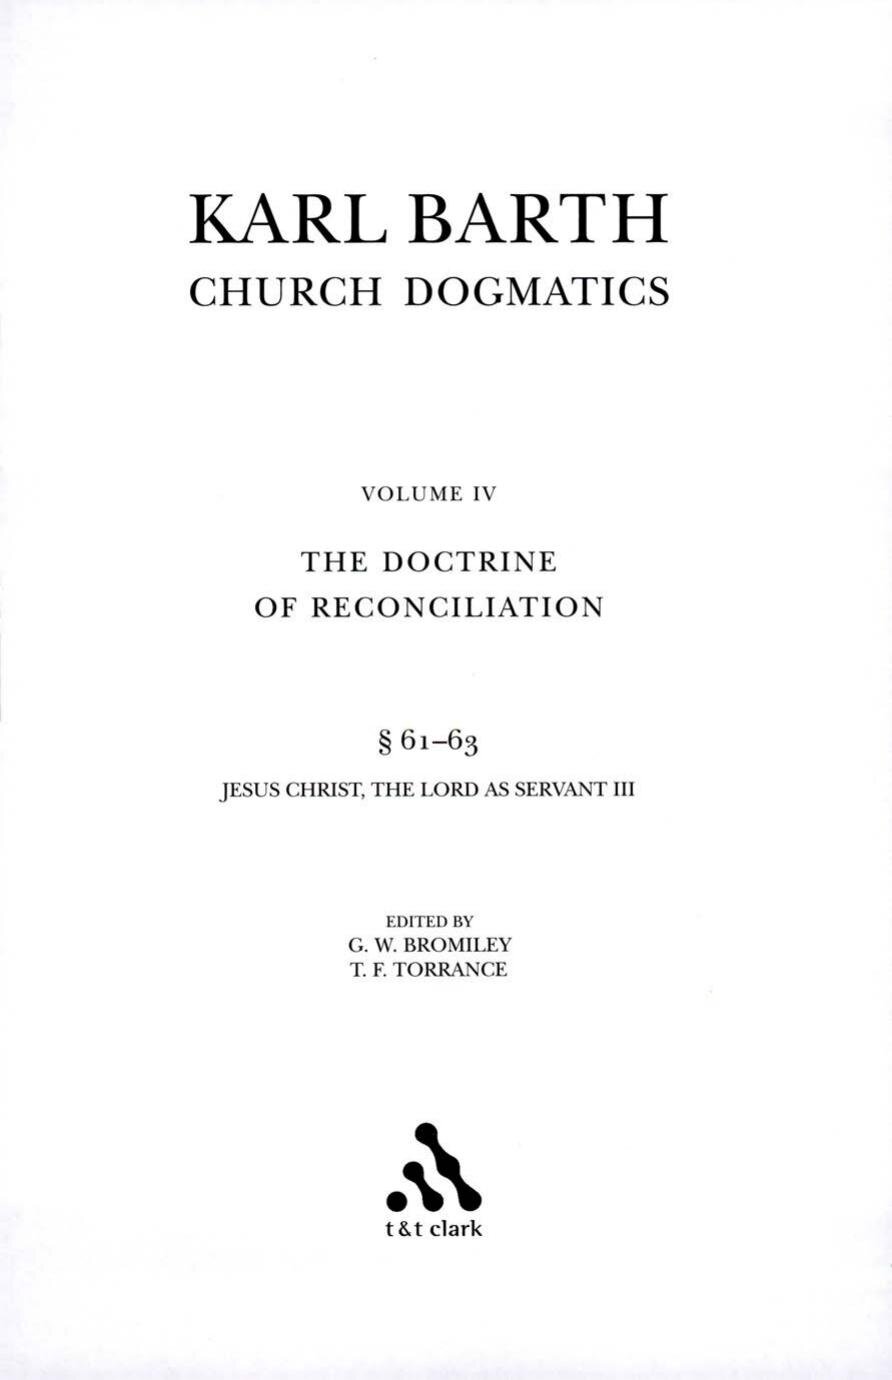 KARL BARTH
CHURCH DOGMATICS
VOLUME IV
THE DOCTRINE
OF RECONCILIATION
§ 61–63
JESUS CHRIST, THE LORD AS SERVANT III
EDITED BY
G. W. BROMILEY
T. F. TORRANCE
t&t clark